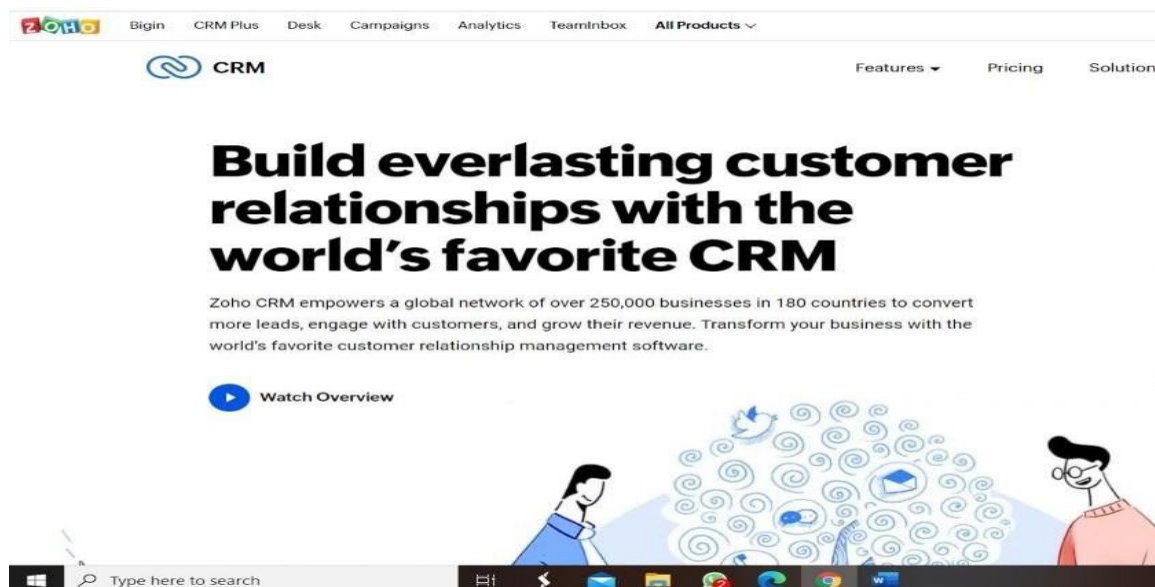 ZOHO Bigin CRM Plus Desk Campaigns Analytics TeamInbox All Products
CRM Features Pricing Solution
Build everlasting customer
relationships with the
world's favorite CRM
Zoho CRM empowers a global network of over 250,000 businesses in 180 countries to convert
more leads, engage with customers, and grow their revenue. Transform your business with the
world's favorite customer relationship management software.
Watch Overview
Type here to search